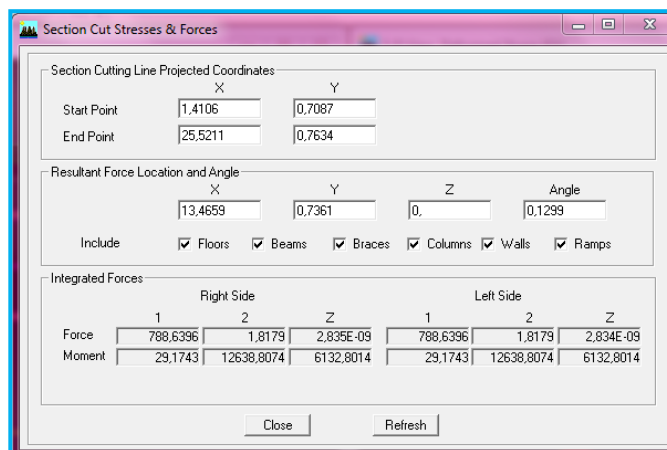 Section Cut Stresses & Forces
Section Cutting Line Projected Coordinates
X Y
Start Point 1,4106 0,7087
End Point 25,5211 0,7634
Resultant Force Location and Angle
X Y Z Angle
13,4659 0,7361 0, 0,1299
Include Floors Beams Braces Columns Walls Ramps
Integrated Forces
Right Side Left Side
1 2 Z 1 2 Z
Force 788,6396 1,8179 2,835E-09 788,6396 1,8179 2,834E-09
Moment 29,1743 12638,8074 6132,8014 29,1743 12638,8074 6132,8014
Close Refresh